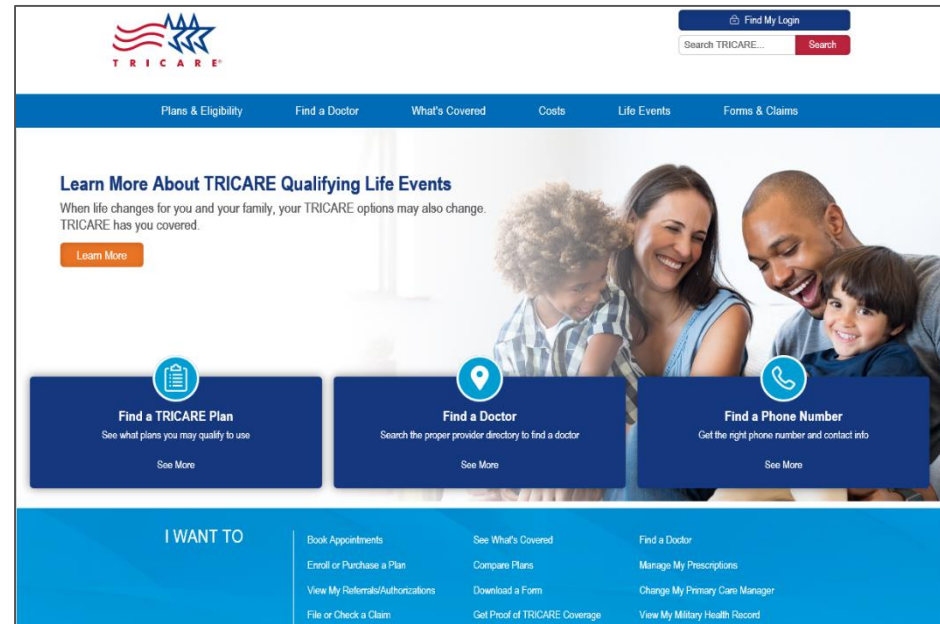 TRICARE®
Find My Login
Search TRICARE...
Search
Plans & Eligibility
Find a Doctor
What's Covered
Costs
Life Events
Forms & Claims
Learn More About TRICARE Qualifying Life Events
When life changes for you and your family, your TRICARE options may also change.
TRICARE has you covered.
Learn More
Find a TRICARE Plan
See what plans you may qualify to use
See More
Find a Doctor
Search the proper provider directory to find a doctor
See More
Find a Phone Number
Get the right phone number and contact info
See More
I WANT TO
Book Appointments
Enroll or Purchase a Plan
View My Referrals/Authorizations
File or Check a Claim
See What's Covered
Compare Plans
Download a Form
Get Proof of TRICARE Coverage
Find a Doctor
Manage My Prescriptions
Change My Primary Care Manager
View My Military Health Record